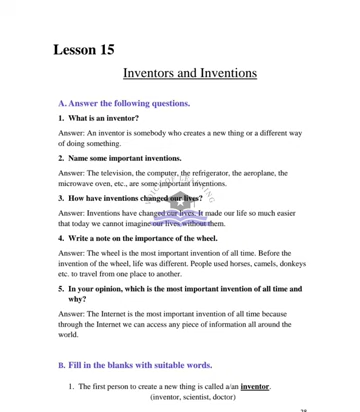 Lesson 15
Inventors and Inventions
A. Answer the following questions.
1. What is an inventor?
Answer: An inventor is somebody who creates a new thing or a different way
of doing something.
2. Name some important inventions.
Answer: The television, the computer, the refrigerator, the aeroplane, the
microwave oven, etc., are some important inventions.
3. How have inventions changed our lives?
Answer: Inventions have changed our lives. It made our life so much easier
that today we cannot imagine our lives without them.
4. Write a note on the importance of the wheel.
Answer: The wheel is the most important invention of all time. Before the
invention of the wheel, life was different. People used horses, camels, donkeys
etc. to travel from one place to another.
5. In your opinion, which is the most important invention of all time and
why?
Answer: The Internet is the most important invention of all time because
through the Internet we can access any piece of information all around the
world.
B. Fill in the blanks with suitable words.
1. The first person to create a new thing is called a/an inventor.
(inventor, scientist, doctor)